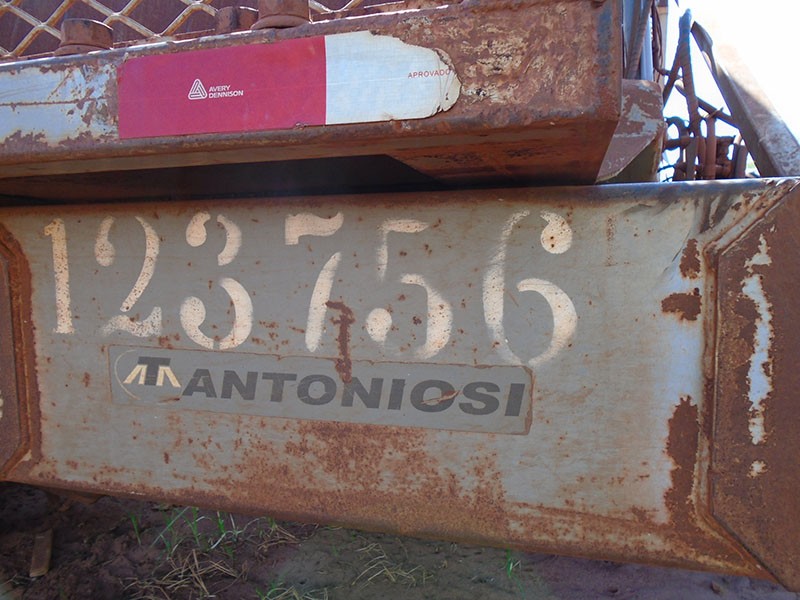 AVERY
DENNISON
APROVADO
123756
ANTONIOSI